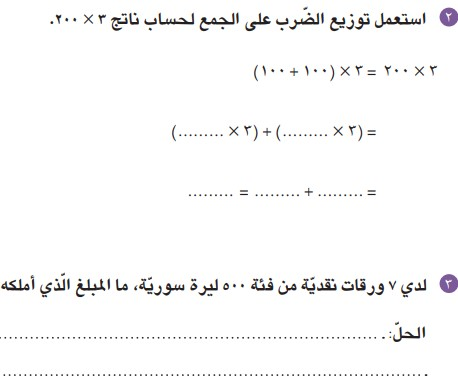 ٢ استعمل توزيع الضّرب على الجمع لحساب ناتج ٣ × ٢٠٠.
٣ × ٢٠٠ = ٣ × (١٠٠ + ١٠٠)
= (٣ × .........) + (٣ × .........)
= ......... + ......... = .........
٣ لدي ٧ ورقات نقديّة من فئة ٥٠٠ ليرة سوريّة، ما المبلغ الّذي أملكه
الحلّ: ................................................................
................................................................